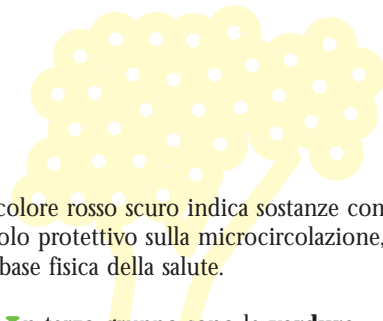 colore rosso scuro indica sostanze con
olo protettivo sulla microcircolazione,
base fisica della salute.